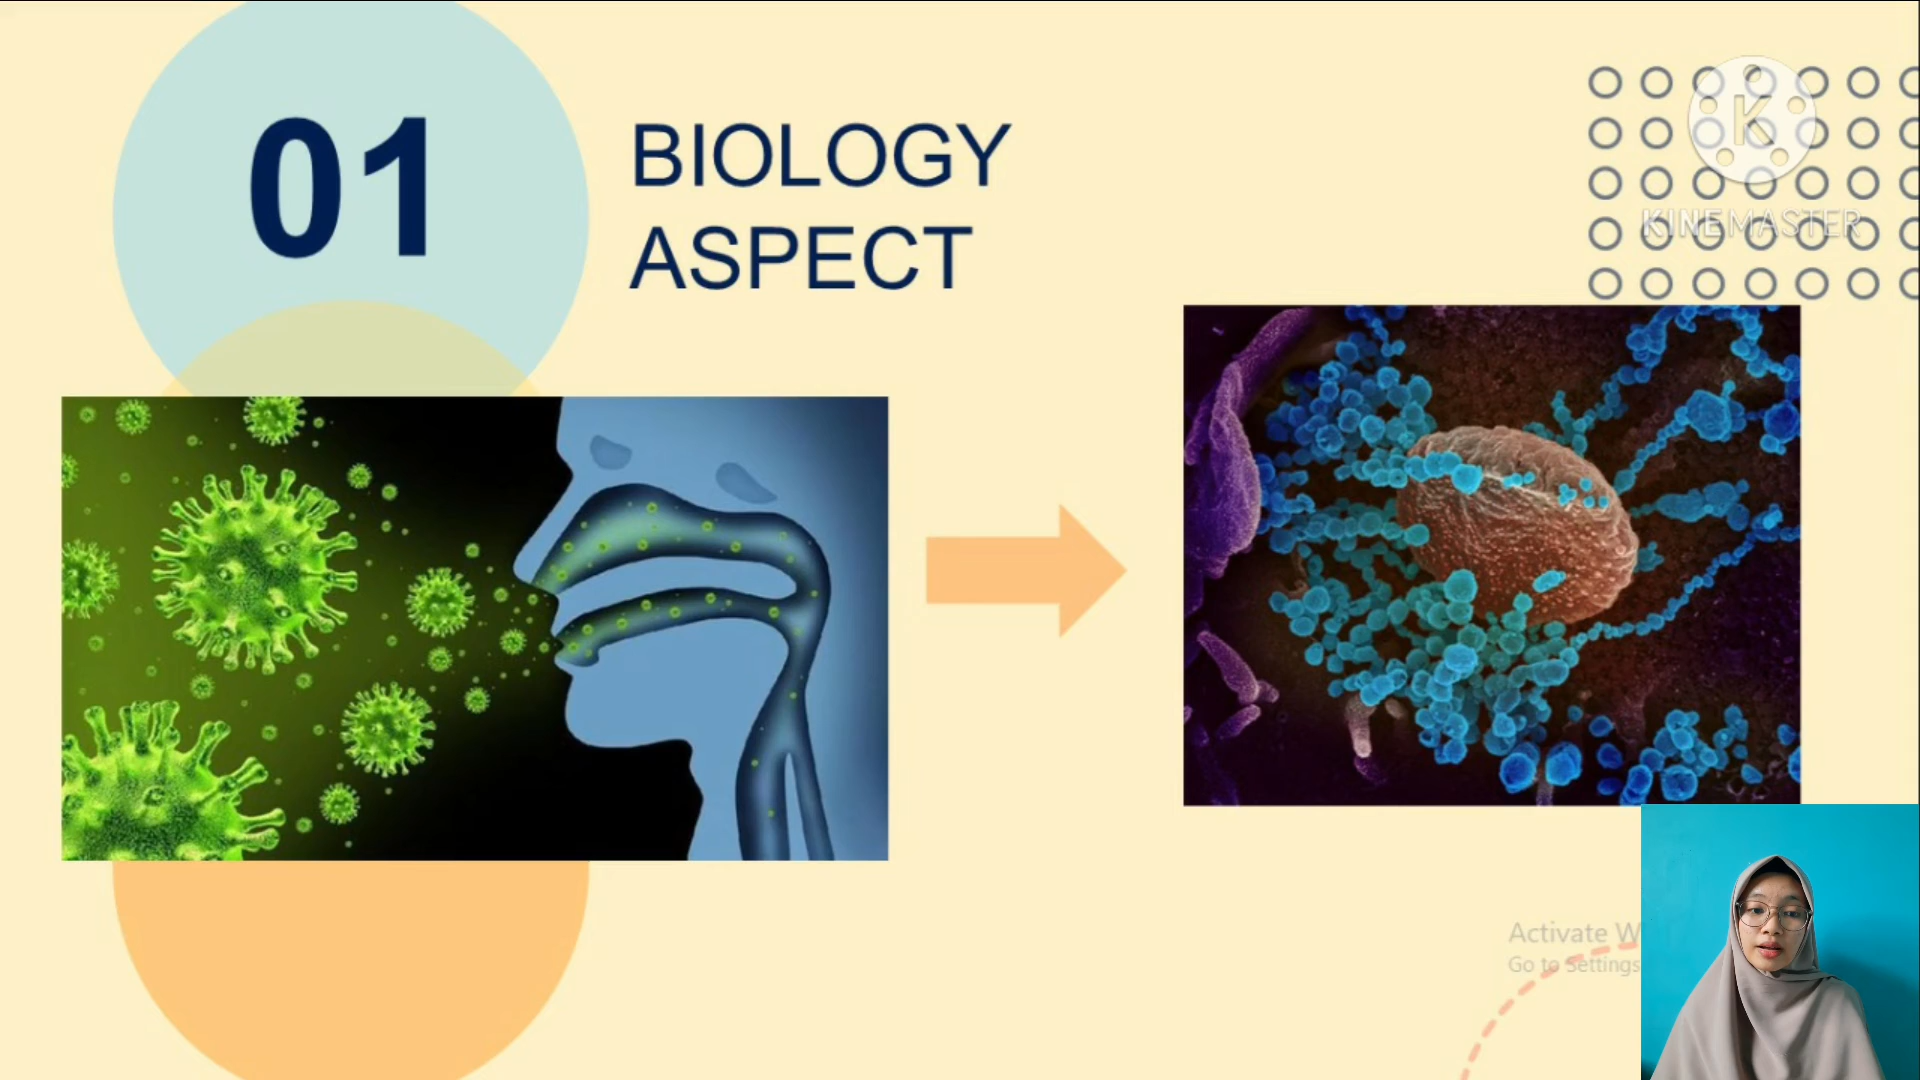 01
BIOLOGY
ASPECT
K
KINEMASTER
Activate W
Go to Settings